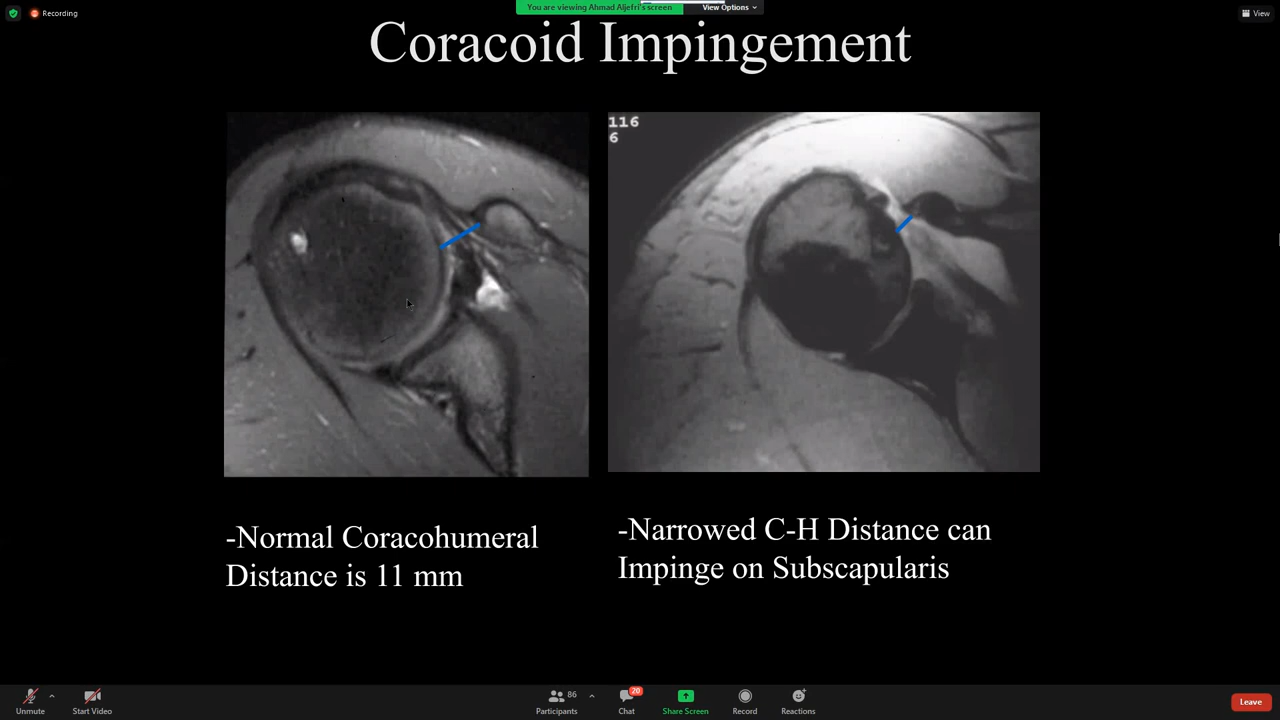 Recording
You are viewing Ahmad Aljefri's screen
View Options
View
Coracoid Impingement
116
6
-Normal Coracohumeral
Distance is 11 mm
-Narrowed C-H Distance can
Impinge on Subscapularis
Unmute
Start Video
86
Participants
20
Chat
Share Screen
Record
Reactions
Leave